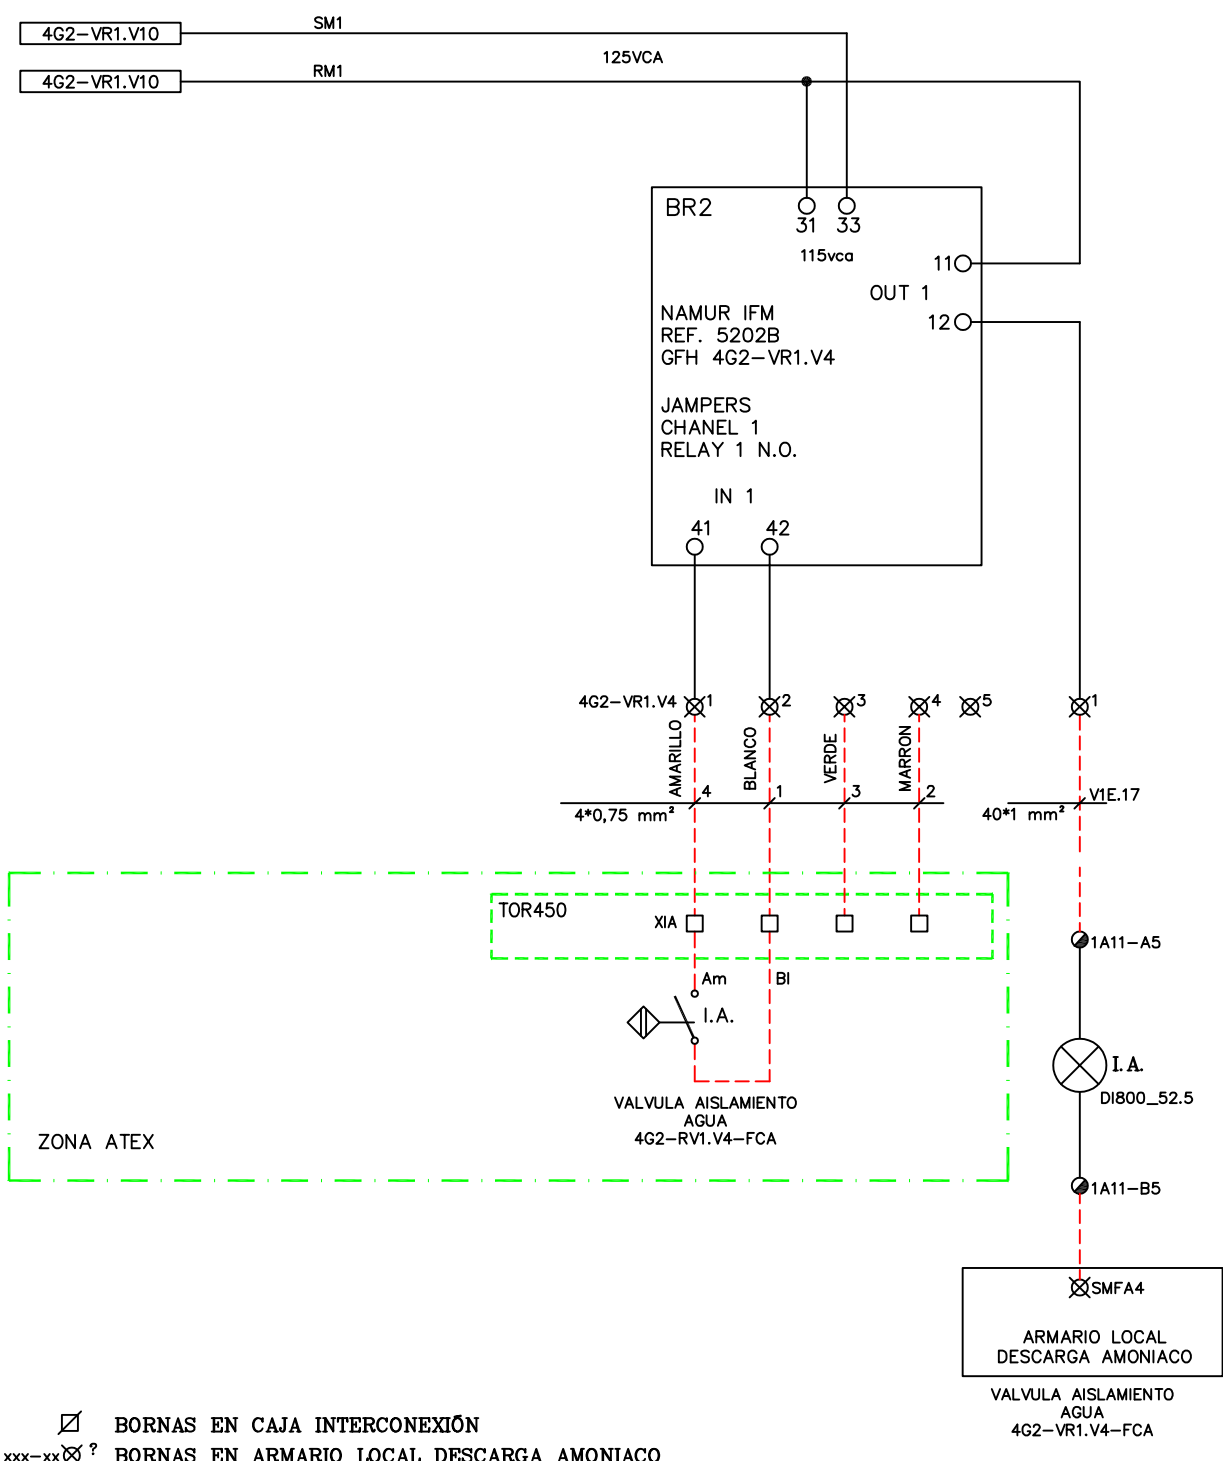 SM1
4G2-VR1.V10
125VCA
RM1
4G2-VR1.V10
BR2
31 33
115vca
11
OUT 1
12
NAMUR IFM
REF. 5202B
GFH 4G2-VR1.V4
JAMPERS
CHANEL 1
RELAY 1 N.O.
IN 1
41 42
4G2-VR1.V4 1 2 3 4 5 1
AMARILLO
BLANCO
VERDE
MARRON
4 1 3 2
V1E.17
4*0,75 mm²
40*1 mm²
TOR450
XIA
1A11-A5
Am Bl
I.A.
I.A.
DI800_52.5
VALVULA AISLAMIENTO
AGUA
4G2-RV1.V4-FCA
ZONA ATEX
1A11-B5
SMFA4
ARMARIO LOCAL
DESCARGA AMONIACO
VALVULA AISLAMIENTO
AGUA
4G2-VR1.V4-FCA
BORNAS EN CAJA INTERCONEXIÓN
xxx-xx ? BORNAS EN ARMARIO LOCAL DESCARGA AMONIACO